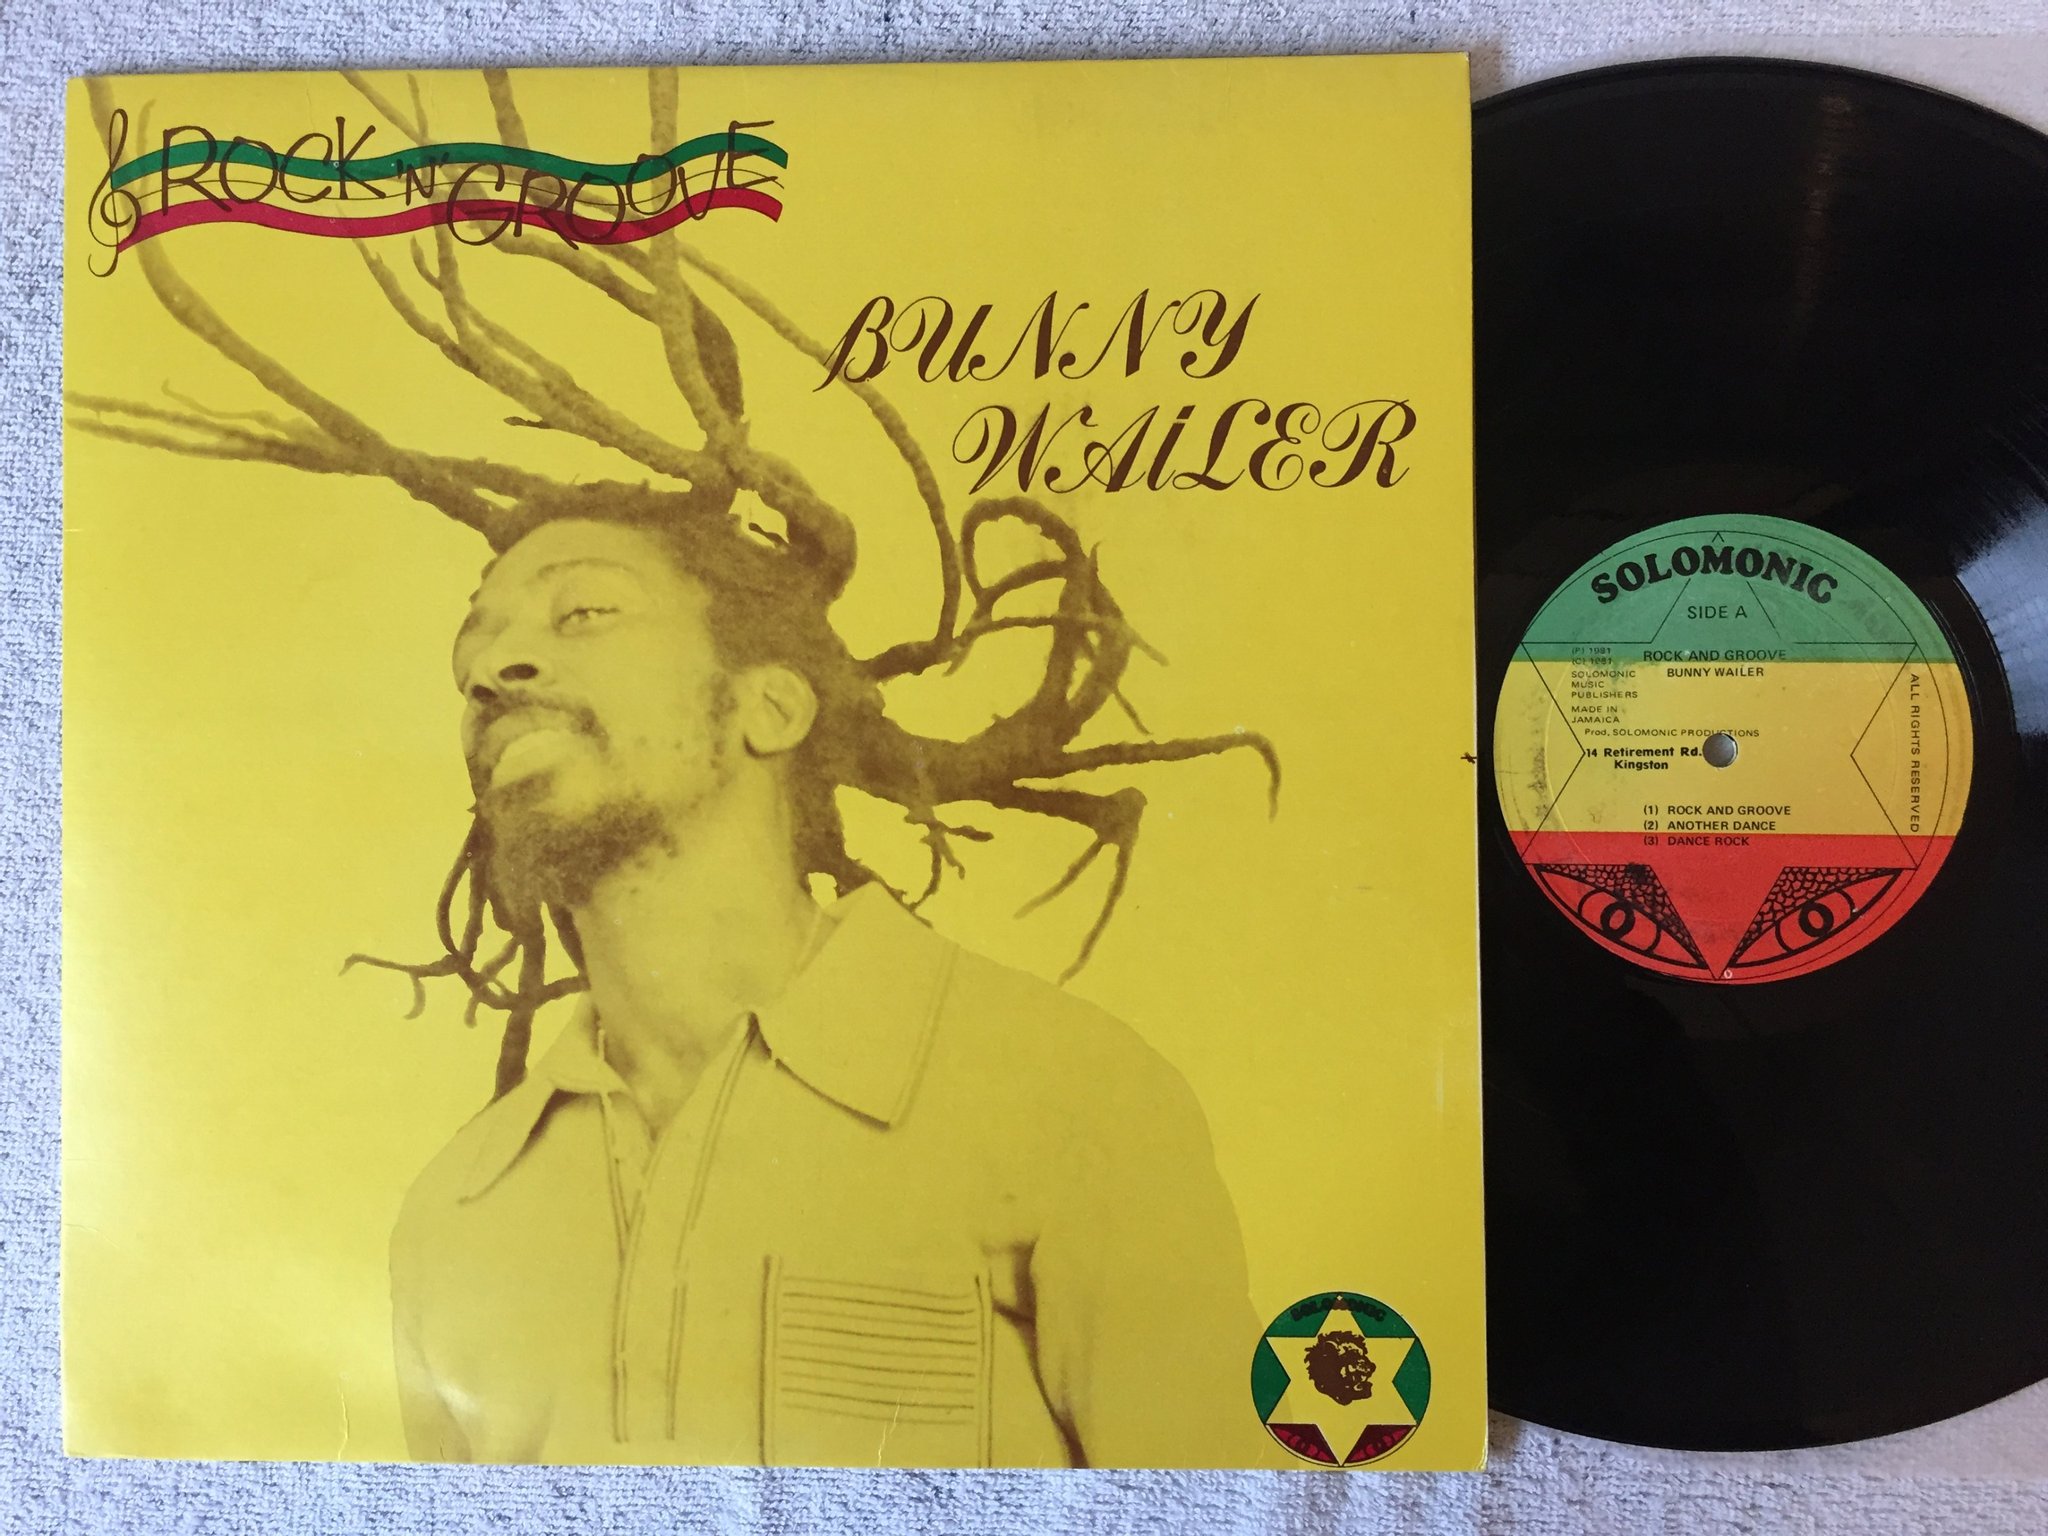 ROCK 'N' GROOVE
BUNNY
WAiLER
SOLOMONIC
SOLOMONIC
SIDE A
(P) 1981
(C) 1981
SOLOMONIC
MUSIC
PUBLISHERS
MADE IN
JAMAICA
ROCK AND GROOVE
BUNNY WAILER
Prod. SOLOMONIC PRODUCTIONS
14 Retirement Rd.
Kingston
(1) ROCK AND GROOVE
(2) ANOTHER DANCE
(3) DANCE ROCK
ALL RIGHTS RESERVED